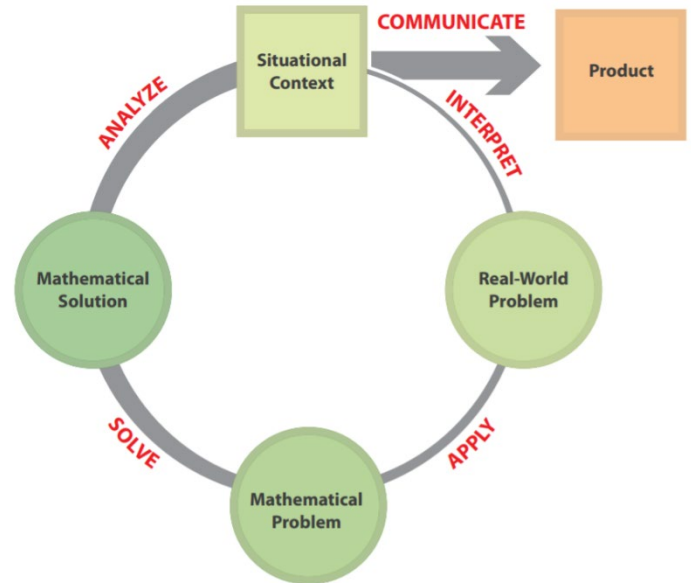 COMMUNICATE
Situational
Context
Product
ANALYZE
INTERPRET
Mathematical
Solution
Real-World
Problem
SOLVE
APPLY
Mathematical
Problem